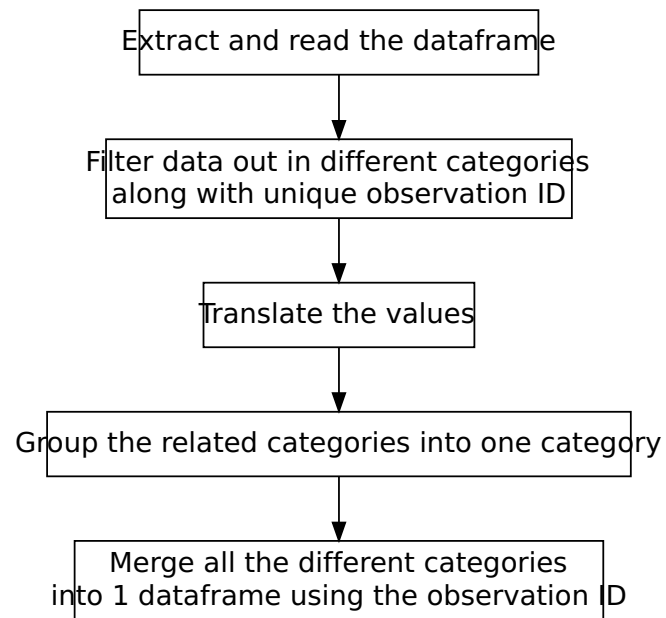 Extract and read the dataframe
Filter data out in different categories
along with unique observation ID
Translate the values
Group the related categories into one category
Merge all the different categories
into 1 dataframe using the observation ID